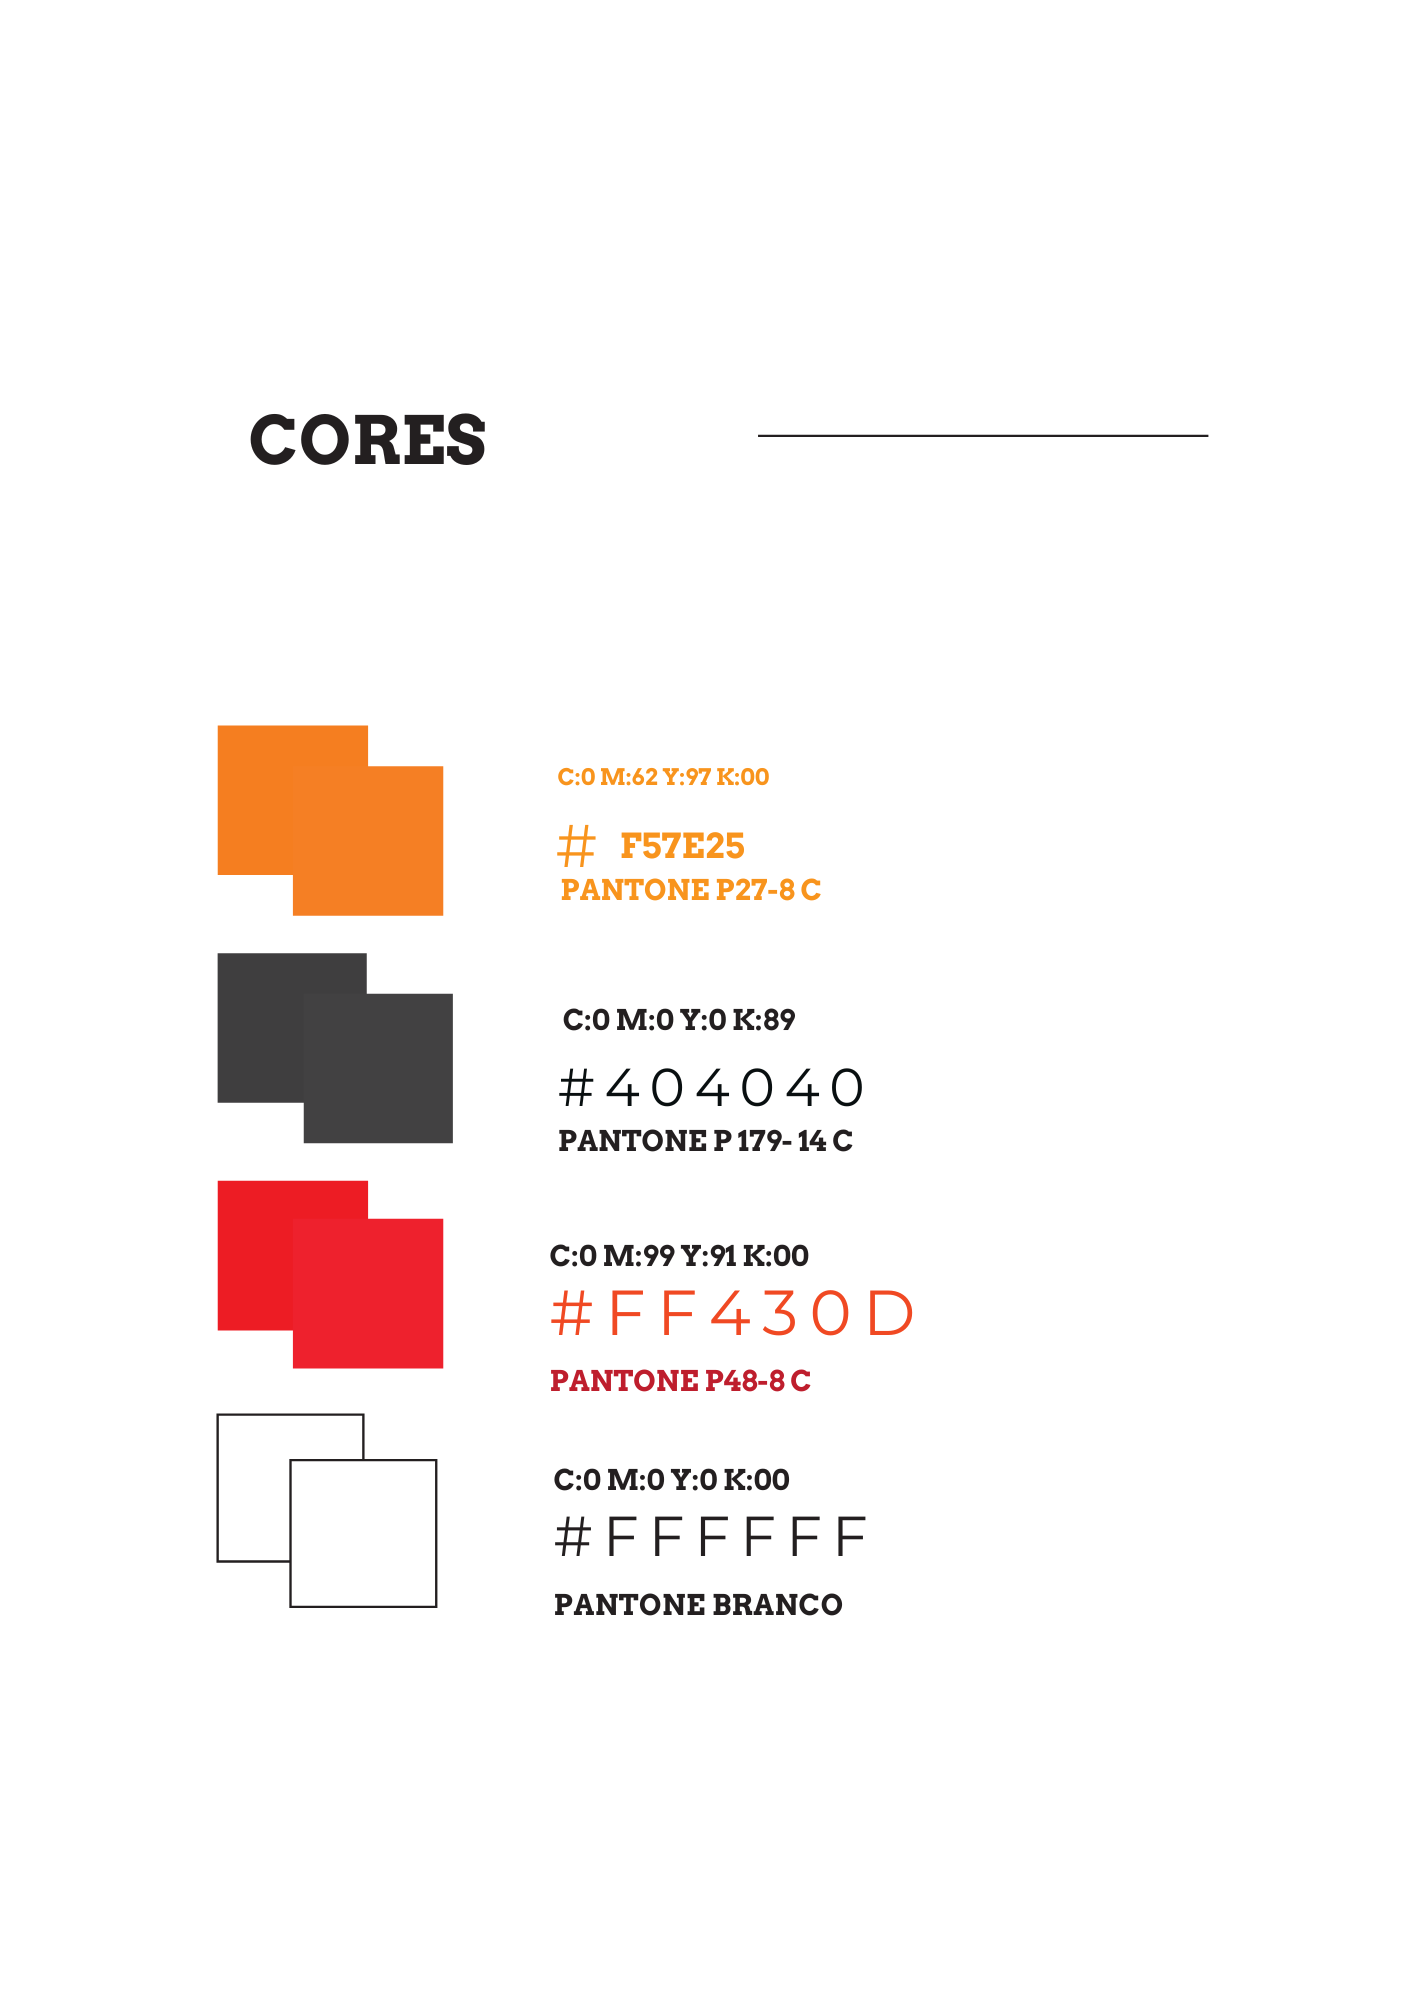 CORES
C:0 M:62 Y:97 K:00
# F57E25
PANTONE P27-8 C
C:0 M:0 Y:0 K:89
#404040
PANTONE P 179- 14 C
C:0 M:99 Y:91 K:00
#FF430D
PANTONE P48-8 C
C:0 M:0 Y:0 K:00
#FFFFFF
PANTONE BRANCO